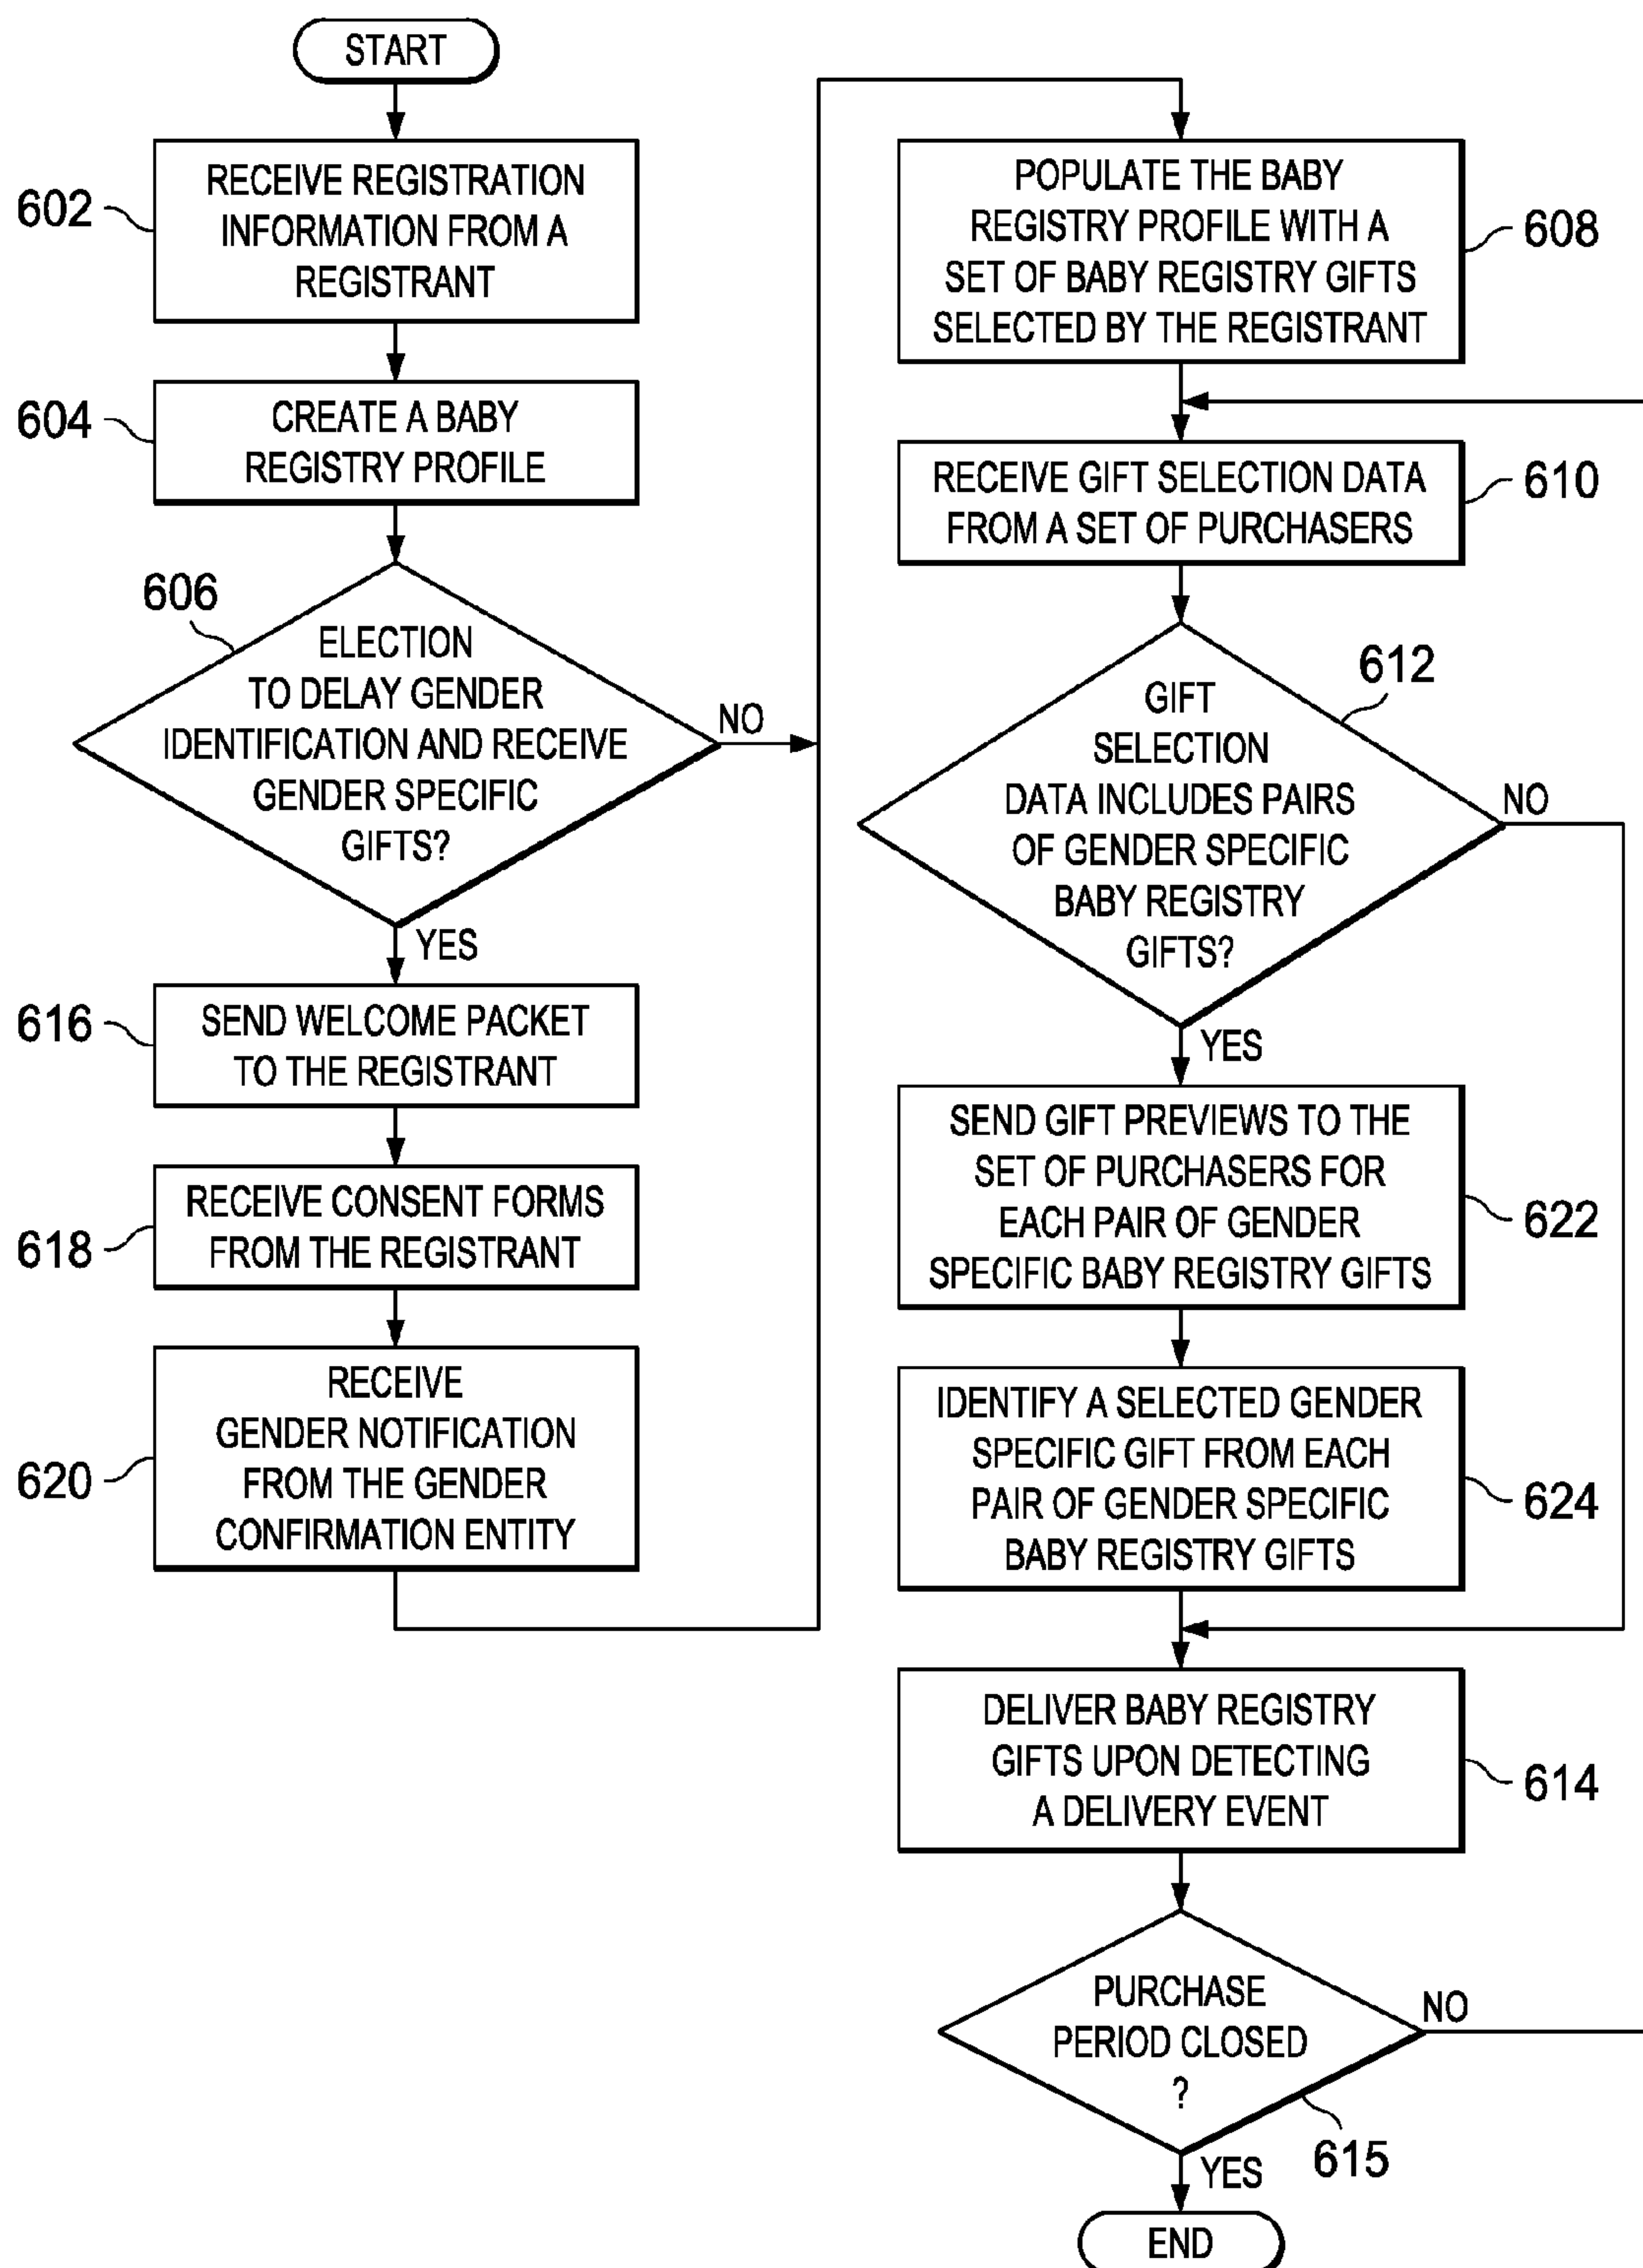 START
602
RECEIVE REGISTRATION
INFORMATION FROM A
REGISTRANT
604
CREATE A BABY
REGISTRY PROFILE
606
ELECTION
TO DELAY GENDER
IDENTIFICATION AND RECEIVE
GENDER SPECIFIC
GIFTS?
NO
YES
616
SEND WELCOME PACKET
TO THE REGISTRANT
618
RECEIVE CONSENT FORMS
FROM THE REGISTRANT
620
RECEIVE
GENDER NOTIFICATION
FROM THE GENDER
CONFIRMATION ENTITY
POPULATE THE BABY
REGISTRY PROFILE WITH A
SET OF BABY REGISTRY GIFTS
SELECTED BY THE REGISTRANT
608
RECEIVE GIFT SELECTION DATA
FROM A SET OF PURCHASERS
610
612
GIFT
SELECTION
DATA INCLUDES PAIRS
OF GENDER SPECIFIC
BABY REGISTRY
GIFTS?
NO
YES
SEND GIFT PREVIEWS TO THE
SET OF PURCHASERS FOR
EACH PAIR OF GENDER
SPECIFIC BABY REGISTRY GIFTS
622
IDENTIFY A SELECTED GENDER
SPECIFIC GIFT FROM EACH
PAIR OF GENDER SPECIFIC
BABY REGISTRY GIFTS
624
DELIVER BABY REGISTRY
GIFTS UPON DETECTING
A DELIVERY EVENT
614
PURCHASE
PERIOD CLOSED
?
NO
615
YES
END